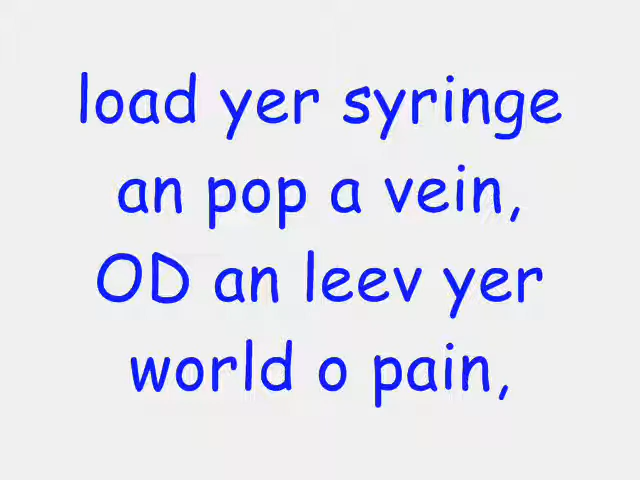 load yer syringe
an pop a vein,
OD an leev yer
world o pain,